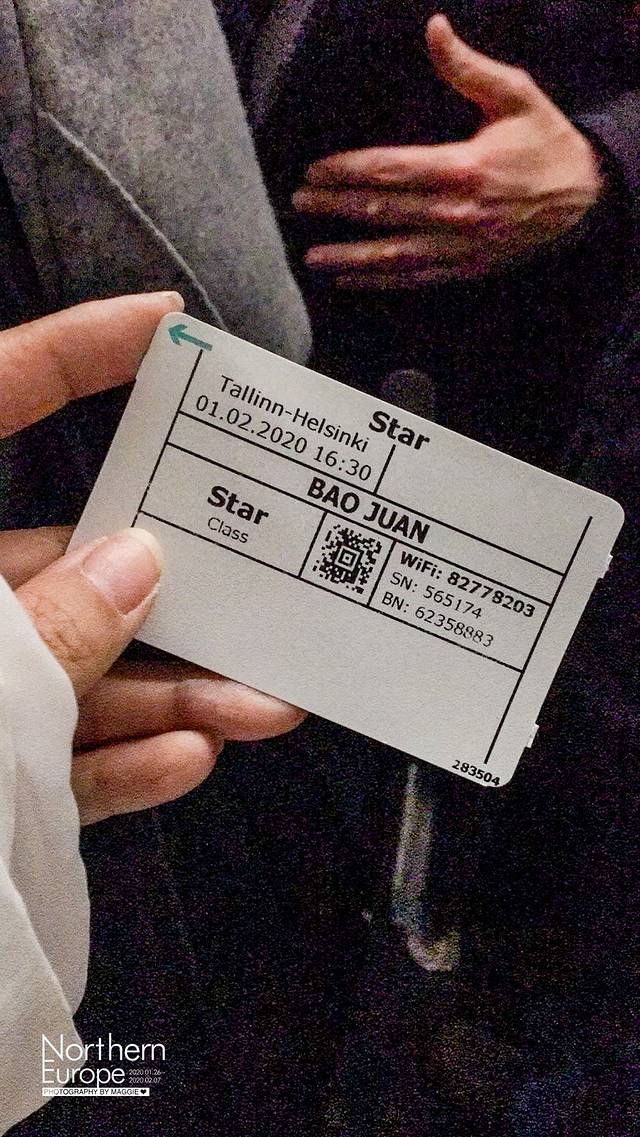 Star
Tallinn-Helsinki
01.02.2020 16:30
BAO JUAN
Star
Class
WiFi: 82778203
SN: 565174
BN: 62358883
283504
Northern
Europe
2020.01.26-
2020.02.07
PHOTOGRAPHY BY MAGGIE ❤